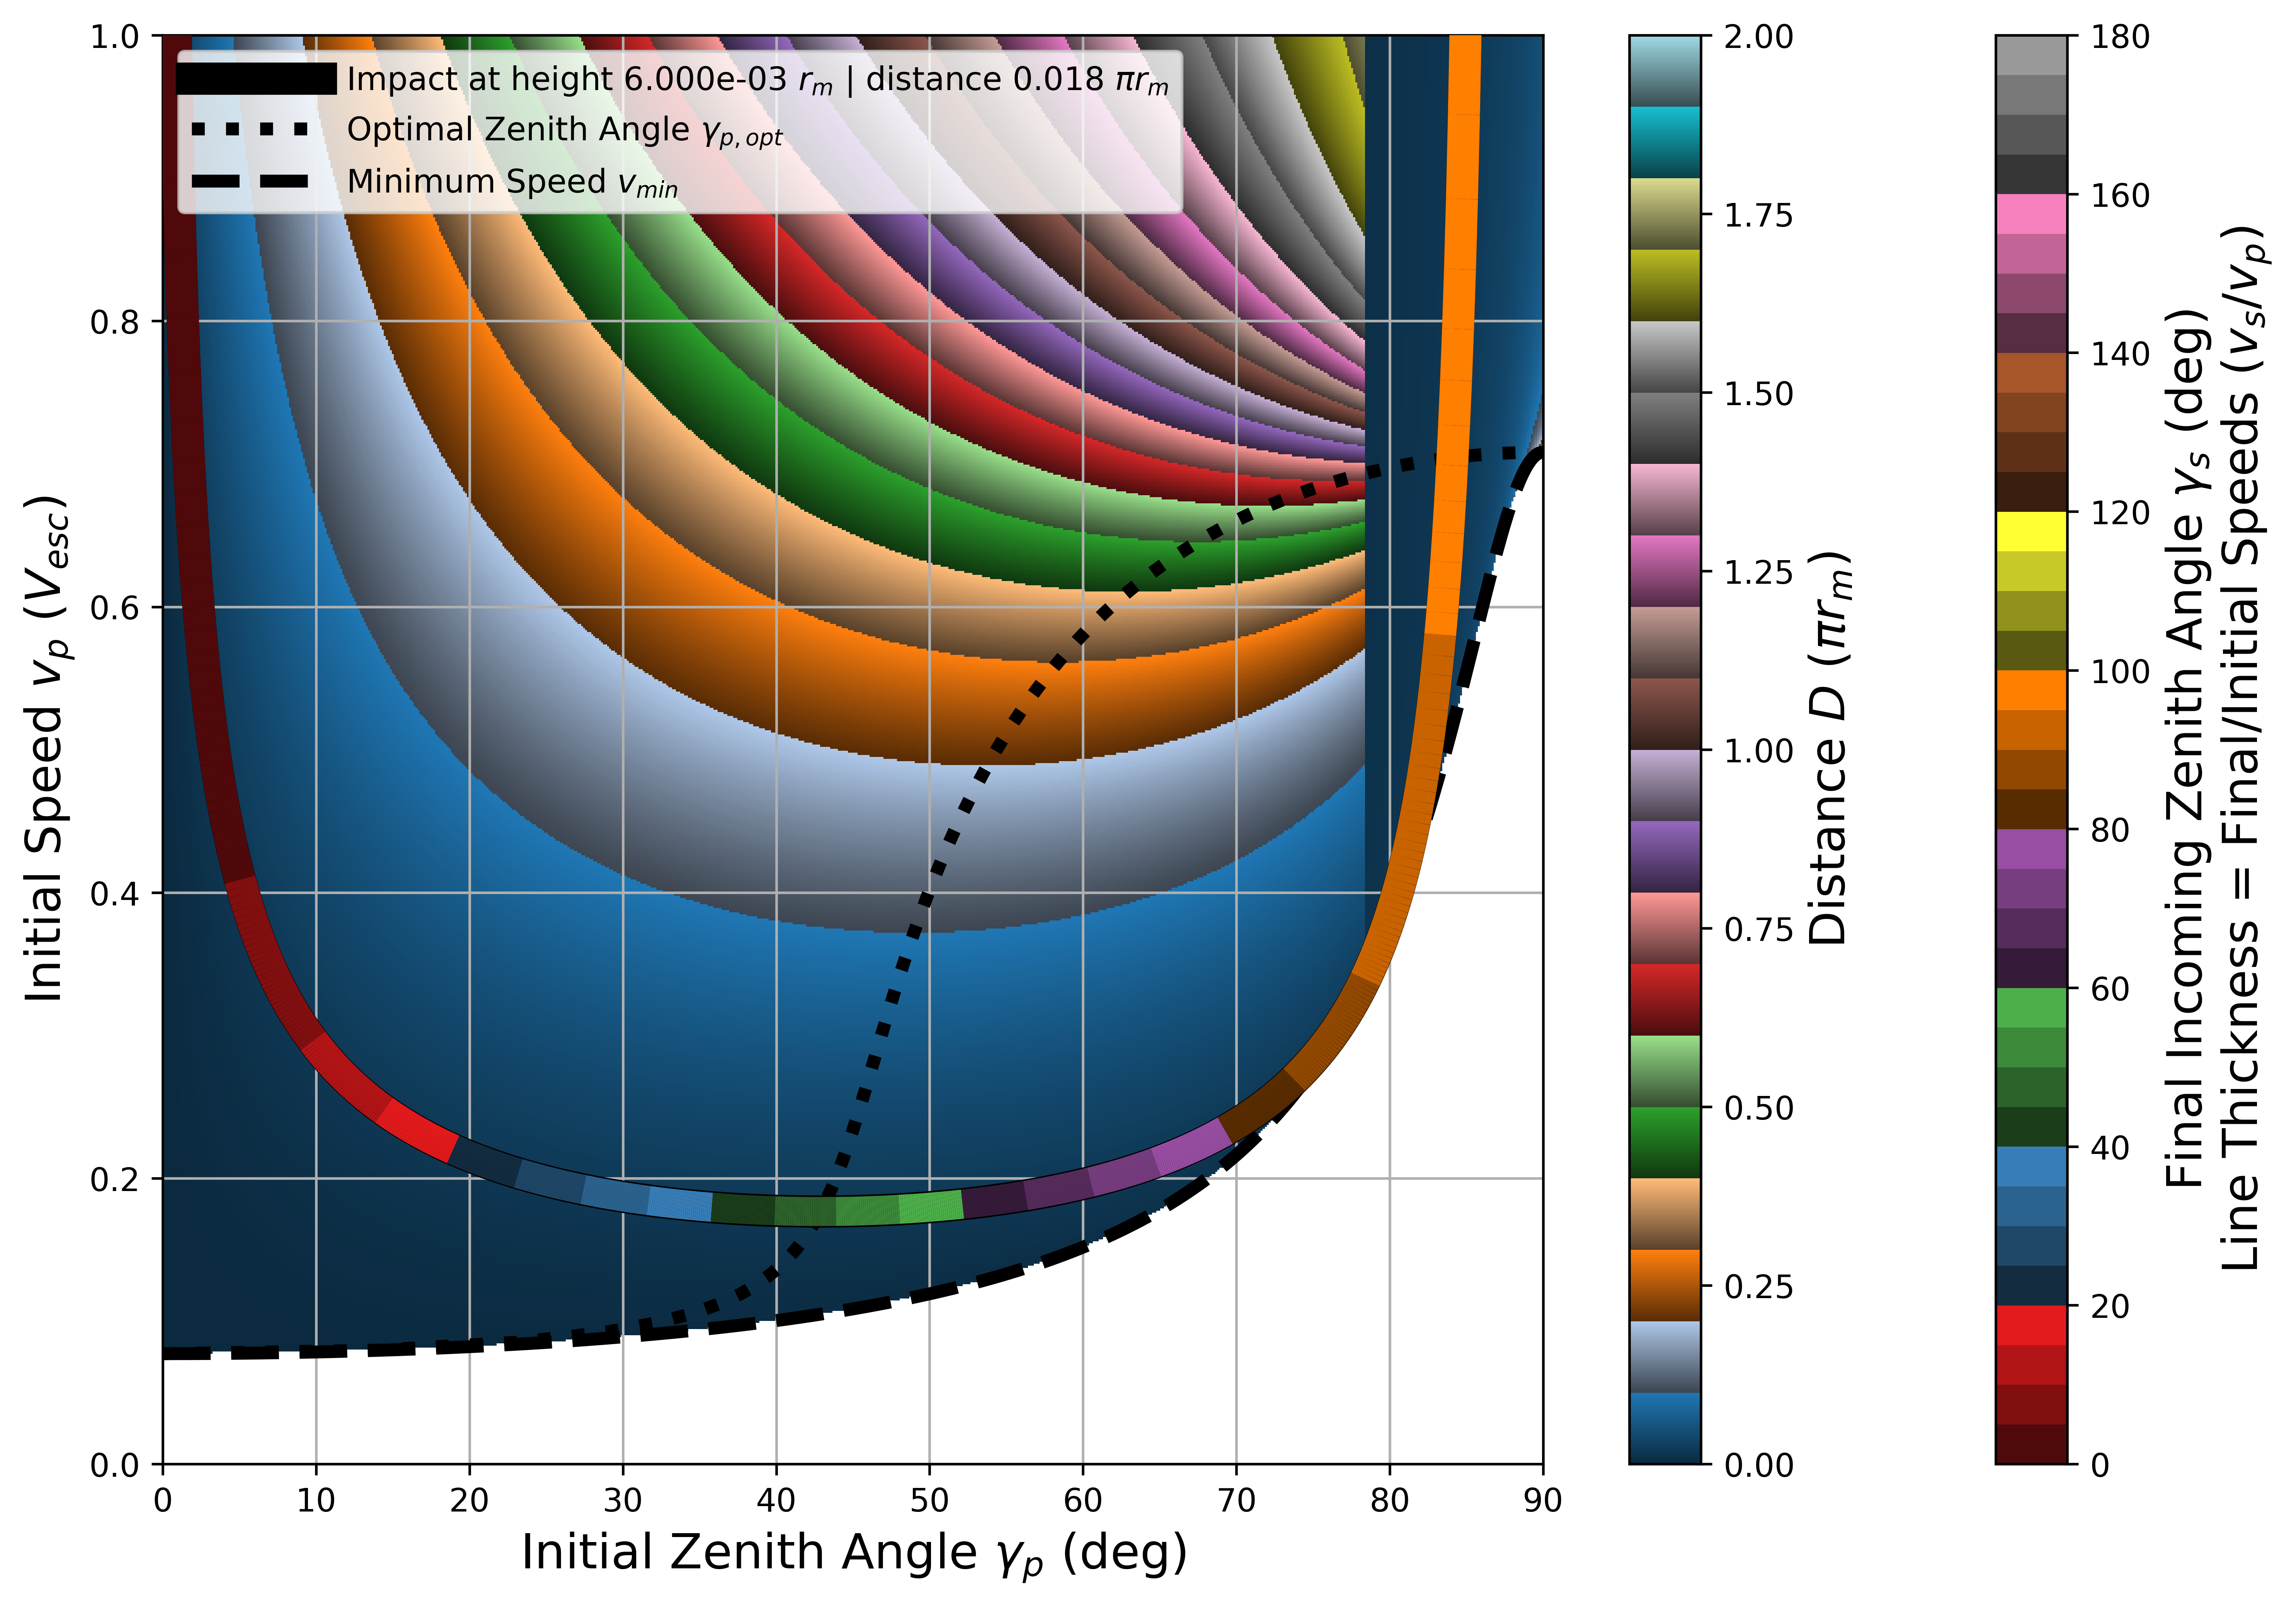 1.0
0.8
0.6
0.4
0.2
0.0
Initial Speed v_p (V_esc)
Impact at height 6.000e-03 r_m | distance 0.018 πr_m
Optimal Zenith Angle γ_p,opt
Minimum Speed v_min
0 10 20 30 40 50 60 70 80 90
Initial Zenith Angle γ_p (deg)
2.00
1.75
1.50
1.25
1.00
0.75
0.50
0.25
0.00
Distance D (πr_m)
180
160
140
120
100
80
60
40
20
0
Final Incoming Zenith Angle γ_s (deg)
Line Thickness = Final/Initial Speeds (v_s/v_p)